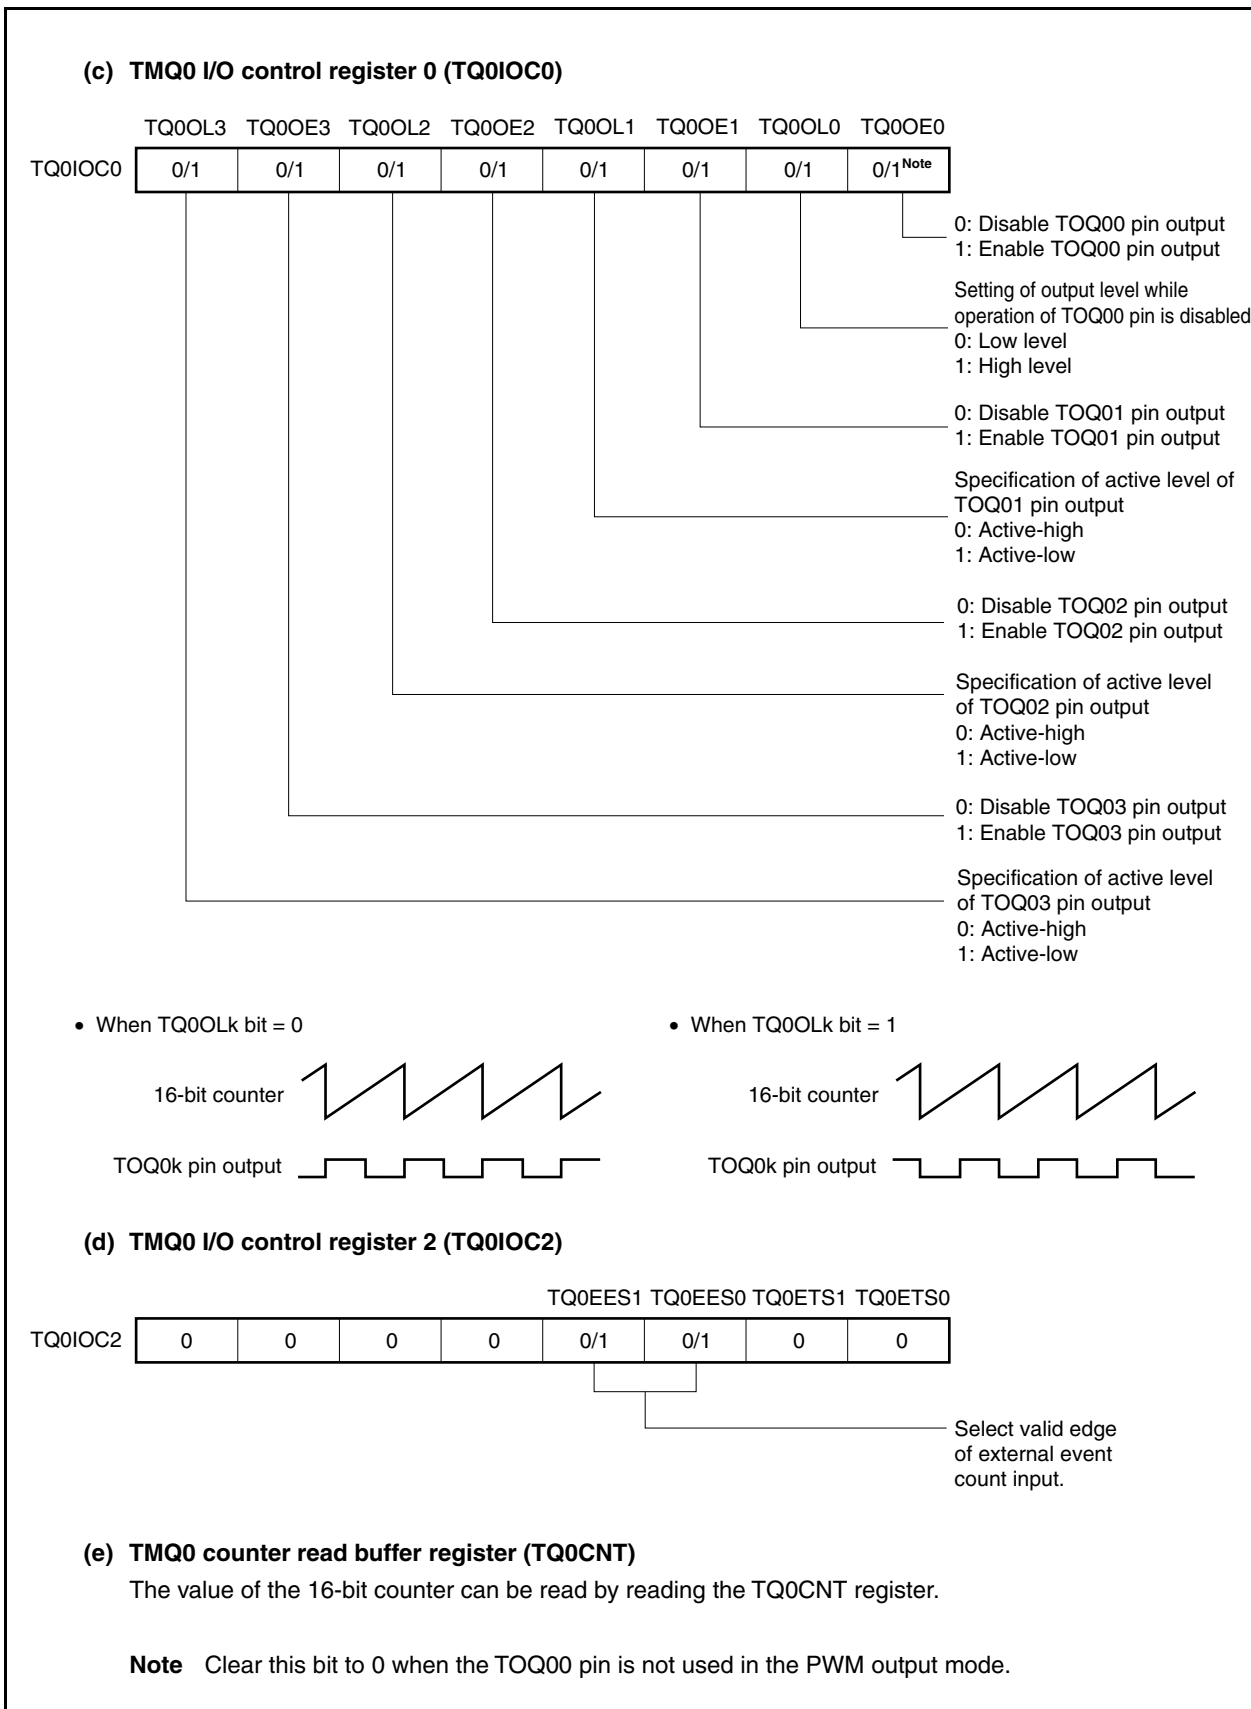 (c) TMQ0 I/O control register 0 (TQ0IOC0)
TQ0OL3 TQ0OE3 TQ0OL2 TQ0OE2 TQ0OL1 TQ0OE1 TQ0OL0 TQ0OE0
TQ0IOC0 0/1 0/1 0/1 0/1 0/1 0/1 0/1 0/1Note
0: Disable TOQ00 pin output
1: Enable TOQ00 pin output
Setting of output level while
operation of TOQ00 pin is disabled
0: Low level
1: High level
0: Disable TOQ01 pin output
1: Enable TOQ01 pin output
Specification of active level of
TOQ01 pin output
0: Active-high
1: Active-low
0: Disable TOQ02 pin output
1: Enable TOQ02 pin output
Specification of active level
of TOQ02 pin output
0: Active-high
1: Active-low
0: Disable TOQ03 pin output
1: Enable TOQ03 pin output
Specification of active level
of TOQ03 pin output
0: Active-high
1: Active-low
• When TQ0OLk bit = 0
16-bit counter
TOQ0k pin output
• When TQ0OLk bit = 1
16-bit counter
TOQ0k pin output
(d) TMQ0 I/O control register 2 (TQ0IOC2)
TQ0EES1 TQ0EES0 TQ0ETS1 TQ0ETS0
TQ0IOC2 0 0 0 0 0/1 0/1 0 0
Select valid edge
of external event
count input.
(e) TMQ0 counter read buffer register (TQ0CNT)
The value of the 16-bit counter can be read by reading the TQ0CNT register.
Note Clear this bit to 0 when the TOQ00 pin is not used in the PWM output mode.